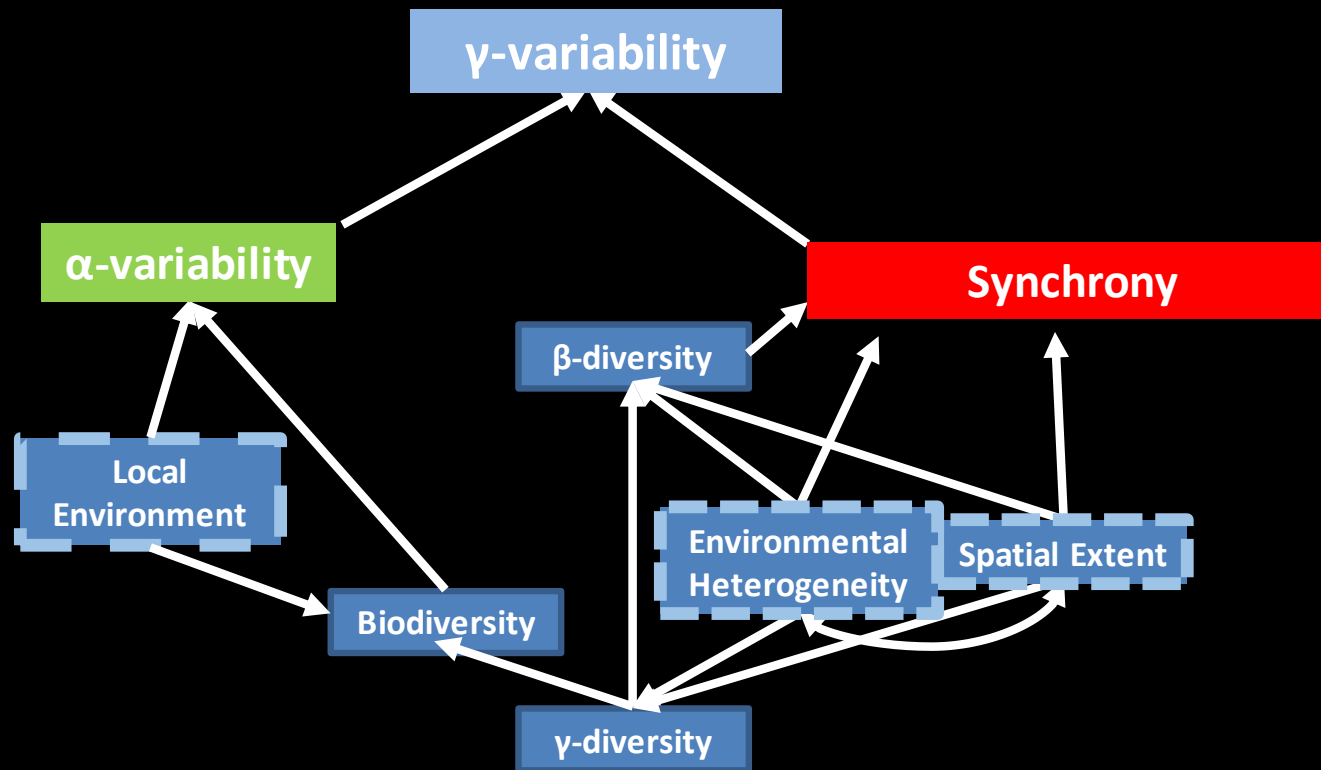 γ-variability
α-variability
Synchrony
β-diversity
Local
Environment
Environmental
Heterogeneity
Spatial Extent
Biodiversity
γ-diversity